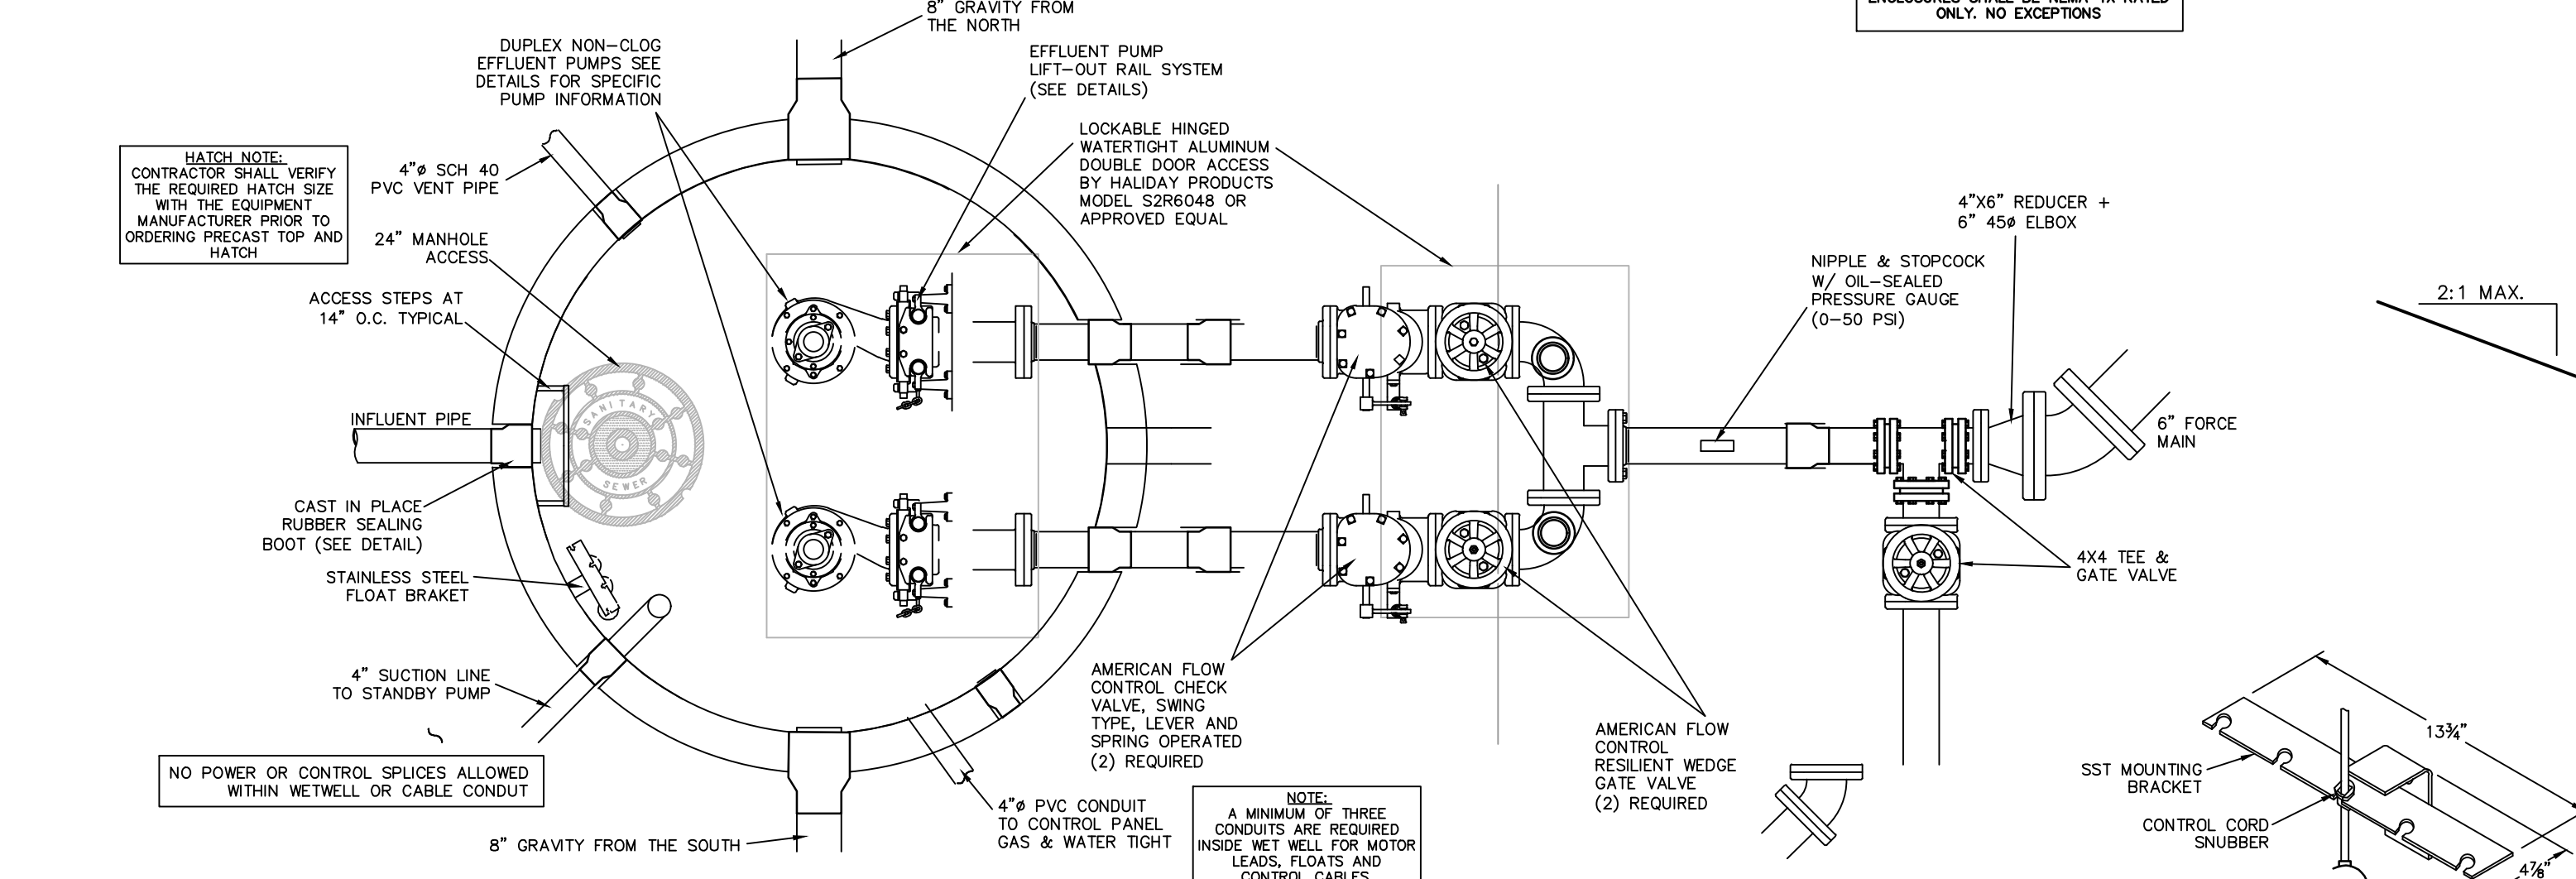 8" GRAVITY FROM
THE NORTH
ENCLOSURES SHALL BE NEMA 4X RATED
ONLY. NO EXCEPTIONS
DUPLEX NON-CLOG
EFFLUENT PUMPS SEE
DETAILS FOR SPECIFIC
PUMP INFORMATION
EFFLUENT PUMP
LIFT-OUT RAIL SYSTEM
(SEE DETAILS)
LOCKABLE HINGED
WATERTIGHT ALUMINUM
DOUBLE DOOR ACCESS
BY HALIDAY PRODUCTS
MODEL S2R6048 OR
APPROVED EQUAL
HATCH NOTE:
CONTRACTOR SHALL VERIFY
THE REQUIRED HATCH SIZE
WITH THE EQUIPMENT
MANUFACTURER PRIOR TO
ORDERING PRECAST TOP AND
HATCH
4"ø SCH 40
PVC VENT PIPE
24" MANHOLE
ACCESS
ACCESS STEPS AT
14" O.C. TYPICAL
4"X6" REDUCER +
6" 45ø ELBOX
NIPPLE & STOPCOCK
W/ OIL-SEALED
PRESSURE GAUGE
(0-50 PSI)
2:1 MAX.
INFLUENT PIPE
SANITARY
SEWER
6" FORCE
MAIN
CAST IN PLACE
RUBBER SEALING
BOOT (SEE DETAIL)
STAINLESS STEEL
FLOAT BRAKET
4X4 TEE &
GATE VALVE
4" SUCTION LINE
TO STANDBY PUMP
AMERICAN FLOW
CONTROL CHECK
VALVE, SWING
TYPE, LEVER AND
SPRING OPERATED
(2) REQUIRED
AMERICAN FLOW
CONTROL
RESILIENT WEDGE
GATE VALVE
(2) REQUIRED
NO POWER OR CONTROL SPLICES ALLOWED
WITHIN WETWELL OR CABLE CONDUT
4"ø PVC CONDUIT
TO CONTROL PANEL
GAS & WATER TIGHT
8" GRAVITY FROM THE SOUTH
NOTE:
A MINIMUM OF THREE
CONDUITS ARE REQUIRED
INSIDE WET WELL FOR MOTOR
LEADS, FLOATS AND
CONTROL CABLES
13¾"
SST MOUNTING
BRACKET
CONTROL CORD
SNUBBER
4⅞"